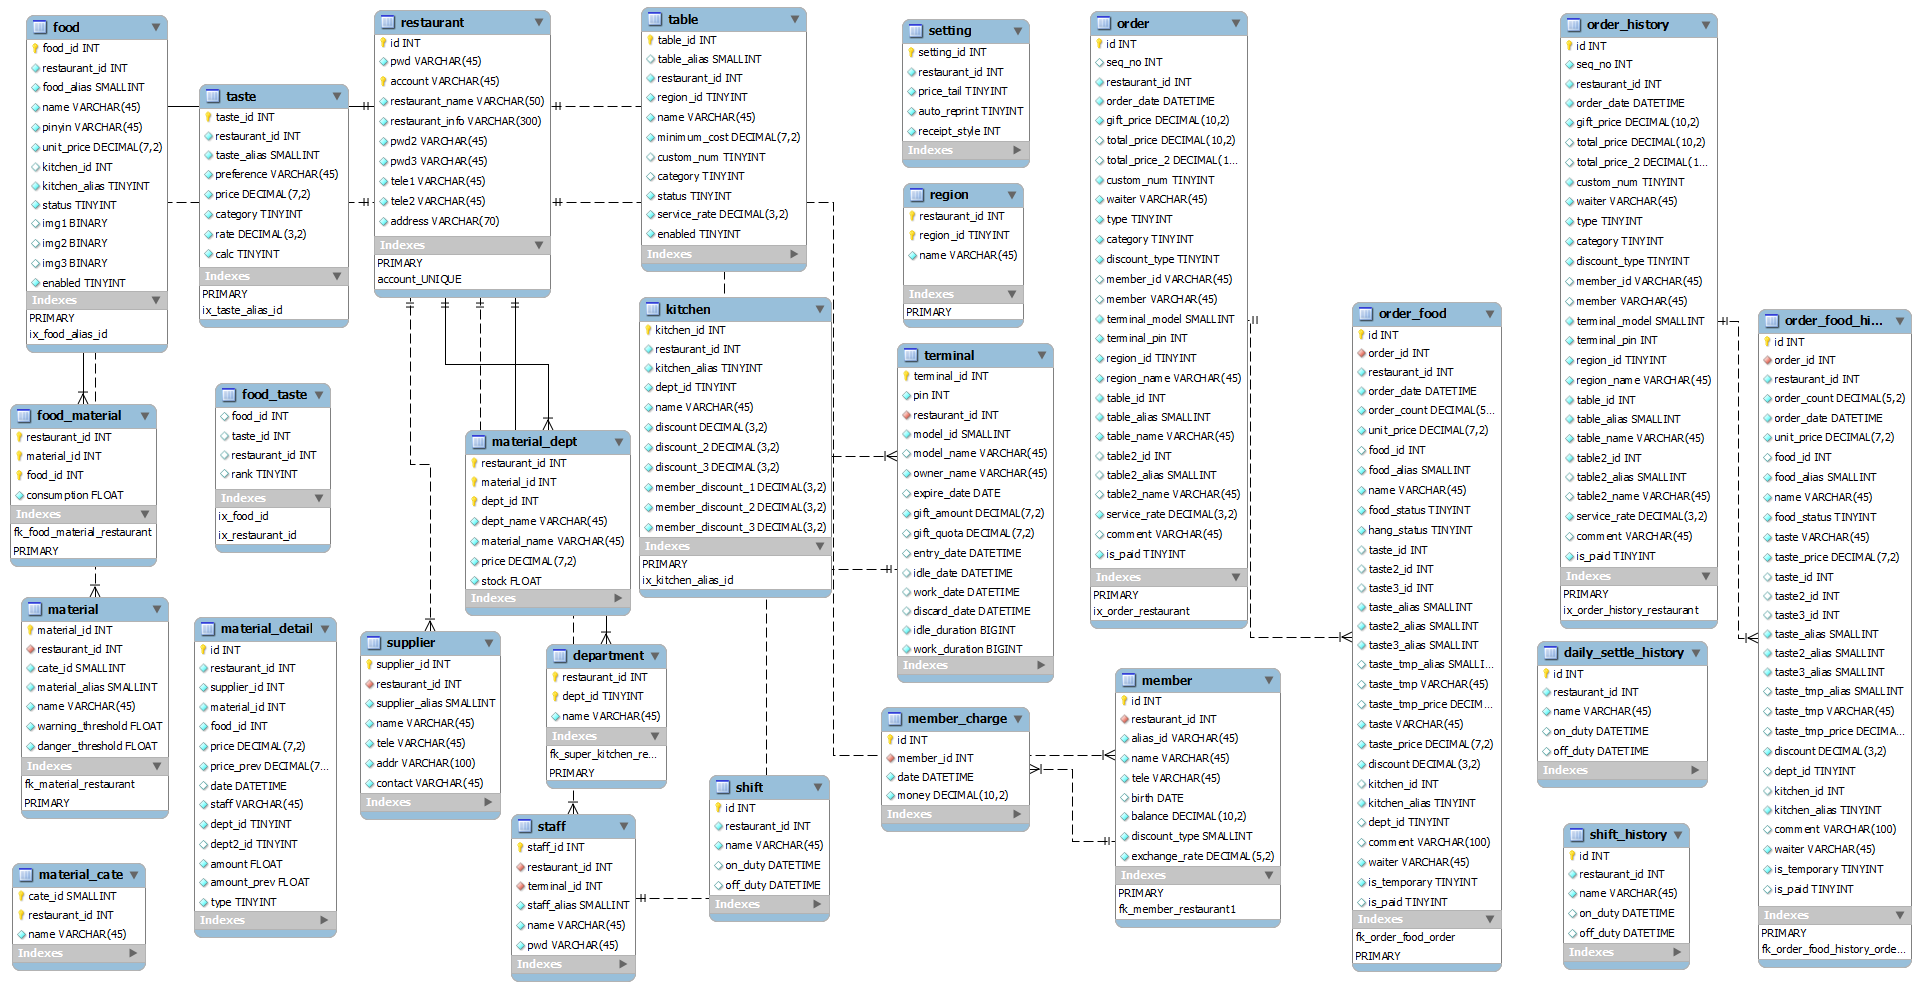 food
food_id INT
restaurant_id INT
food_alias SMALLINT
name VARCHAR(45)
pinyin VARCHAR(45)
unit_price DECIMAL(7,2)
kitchen_id INT
kitchen_alias TINYINT
status TINYINT
img1 BINARY
img2 BINARY
img3 BINARY
enabled TINYINT
Indexes
PRIMARY
ix_food_alias_id
taste
taste_id INT
restaurant_id INT
taste_alias SMALLINT
preference VARCHAR(45)
price DECIMAL(7,2)
category TINYINT
rate DECIMAL(3,2)
calc TINYINT
Indexes
PRIMARY
ix_taste_alias_id
restaurant
id INT
pwd VARCHAR(45)
account VARCHAR(45)
restaurant_name VARCHAR(50)
restaurant_info VARCHAR(300)
pwd2 VARCHAR(45)
pwd3 VARCHAR(45)
tele1 VARCHAR(45)
tele2 VARCHAR(45)
address VARCHAR(70)
Indexes
PRIMARY
account_UNIQUE
table
table_id INT
table_alias SMALLINT
restaurant_id INT
region_id TINYINT
name VARCHAR(45)
minimum_cost DECIMAL(7,2)
custom_num TINYINT
category TINYINT
status TINYINT
service_rate DECIMAL(3,2)
enabled TINYINT
Indexes
setting
setting_id INT
restaurant_id INT
price_tail TINYINT
auto_reprint TINYINT
receipt_style INT
Indexes
region
restaurant_id INT
region_id TINYINT
name VARCHAR(45)
Indexes
PRIMARY
order
id INT
seq_no INT
restaurant_id INT
order_date DATETIME
gift_price DECIMAL(10,2)
total_price DECIMAL(10,2)
total_price_2 DECIMAL(1...
custom_num TINYINT
waiter VARCHAR(45)
type TINYINT
category TINYINT
discount_type TINYINT
member_id VARCHAR(45)
member VARCHAR(45)
terminal_model SMALLINT
terminal_pin INT
region_id TINYINT
region_name VARCHAR(45)
table_id INT
table_alias SMALLINT
table_name VARCHAR(45)
table2_id INT
table2_alias SMALLINT
table2_name VARCHAR(45)
service_rate DECIMAL(3,2)
comment VARCHAR(45)
is_paid TINYINT
Indexes
PRIMARY
ix_order_restaurant
order_history
id INT
seq_no INT
restaurant_id INT
order_date DATETIME
gift_price DECIMAL(10,2)
total_price DECIMAL(10,2)
total_price_2 DECIMAL(1...
custom_num TINYINT
waiter VARCHAR(45)
type TINYINT
category TINYINT
discount_type TINYINT
member_id VARCHAR(45)
member VARCHAR(45)
terminal_model SMALLINT
terminal_pin INT
region_id TINYINT
region_name VARCHAR(45)
table_id INT
table_alias SMALLINT
table_name VARCHAR(45)
table2_id INT
table2_alias SMALLINT
table2_name VARCHAR(45)
service_rate DECIMAL(3,2)
comment VARCHAR(45)
is_paid TINYINT
Indexes
PRIMARY
ix_order_history_restaurant
kitchen
kitchen_id INT
restaurant_id INT
kitchen_alias TINYINT
dept_id TINYINT
name VARCHAR(45)
discount DECIMAL(3,2)
discount_2 DECIMAL(3,2)
discount_3 DECIMAL(3,2)
member_discount_1 DECIMAL(3,2)
member_discount_2 DECIMAL(3,2)
member_discount_3 DECIMAL(3,2)
Indexes
PRIMARY
ix_kitchen_alias_id
terminal
terminal_id INT
pin INT
restaurant_id INT
model_id SMALLINT
model_name VARCHAR(45)
owner_name VARCHAR(45)
expire_date DATE
gift_amount DECIMAL(7,2)
gift_quota DECIMAL(7,2)
entry_date DATETIME
idle_date DATETIME
work_date DATETIME
discard_date DATETIME
idle_duration BIGINT
work_duration BIGINT
Indexes
order_food
id INT
order_id INT
restaurant_id INT
order_date DATETIME
order_count DECIMAL(5...
unit_price DECIMAL(7,2)
food_id INT
food_alias SMALLINT
name VARCHAR(45)
food_status TINYINT
hang_status TINYINT
taste_id INT
taste2_id INT
taste3_id INT
taste_alias SMALLINT
taste2_alias SMALLINT
taste3_alias SMALLINT
taste_tmp_alias SMALLI...
taste_tmp VARCHAR(45)
taste_tmp_price DECIM...
taste VARCHAR(45)
taste_price DECIMAL(7,2)
discount DECIMAL(3,2)
kitchen_id INT
kitchen_alias TINYINT
dept_id TINYINT
comment VARCHAR(100)
waiter VARCHAR(45)
is_temporary TINYINT
is_paid TINYINT
Indexes
fk_order_food_order
PRIMARY
order_food_hi...
id INT
order_id INT
restaurant_id INT
order_count DECIMAL(5,2)
order_date DATETIME
unit_price DECIMAL(7,2)
food_id INT
food_alias SMALLINT
name VARCHAR(45)
food_status TINYINT
taste VARCHAR(45)
taste_price DECIMAL(7,2)
taste_id INT
taste2_id INT
taste3_id INT
taste_alias SMALLINT
taste2_alias SMALLINT
taste3_alias SMALLINT
taste_tmp_alias SMALLINT
taste_tmp VARCHAR(45)
taste_tmp_price DECIMA...
discount DECIMAL(3,2)
dept_id TINYINT
kitchen_id INT
kitchen_alias TINYINT
comment VARCHAR(100)
waiter VARCHAR(45)
is_temporary TINYINT
is_paid TINYINT
Indexes
PRIMARY
fk_order_food_history_orde...
food_material
restaurant_id INT
material_id INT
food_id INT
consumption FLOAT
Indexes
fk_food_material_restaurant
PRIMARY
food_taste
food_id INT
taste_id INT
restaurant_id INT
rank TINYINT
Indexes
ix_food_id
ix_restaurant_id
material_dept
restaurant_id INT
material_id INT
dept_id INT
dept_name VARCHAR(45)
material_name VARCHAR(45)
price DECIMAL(7,2)
stock FLOAT
Indexes
material
material_id INT
restaurant_id INT
cate_id SMALLINT
material_alias SMALLINT
name VARCHAR(45)
warning_threshold FLOAT
danger_threshold FLOAT
Indexes
fk_material_restaurant
PRIMARY
material_detail
id INT
restaurant_id INT
supplier_id INT
material_id INT
food_id INT
price DECIMAL(7,2)
price_prev DECIMAL(7...
date DATETIME
staff VARCHAR(45)
dept_id TINYINT
dept2_id TINYINT
amount FLOAT
amount_prev FLOAT
type TINYINT
Indexes
supplier
supplier_id INT
restaurant_id INT
supplier_alias SMALLINT
name VARCHAR(45)
tele VARCHAR(45)
addr VARCHAR(100)
contact VARCHAR(45)
Indexes
department
restaurant_id INT
dept_id TINYINT
name VARCHAR(45)
Indexes
fk_super_kitchen_re...
PRIMARY
member_charge
id INT
member_id INT
date DATETIME
money DECIMAL(10,2)
Indexes
member
id INT
restaurant_id INT
alias_id VARCHAR(45)
name VARCHAR(45)
tele VARCHAR(45)
birth DATE
balance DECIMAL(10,2)
discount_type SMALLINT
exchange_rate DECIMAL(5,2)
Indexes
PRIMARY
fk_member_restaurant1
daily_settle_history
id INT
restaurant_id INT
name VARCHAR(45)
on_duty DATETIME
off_duty DATETIME
Indexes
material_cate
cate_id SMALLINT
restaurant_id INT
name VARCHAR(45)
Indexes
staff
staff_id INT
restaurant_id INT
terminal_id INT
staff_alias SMALLINT
name VARCHAR(45)
pwd VARCHAR(45)
Indexes
shift
id INT
restaurant_id INT
name VARCHAR(45)
on_duty DATETIME
off_duty DATETIME
Indexes
shift_history
id INT
restaurant_id INT
name VARCHAR(45)
on_duty DATETIME
off_duty DATETIME
Indexes